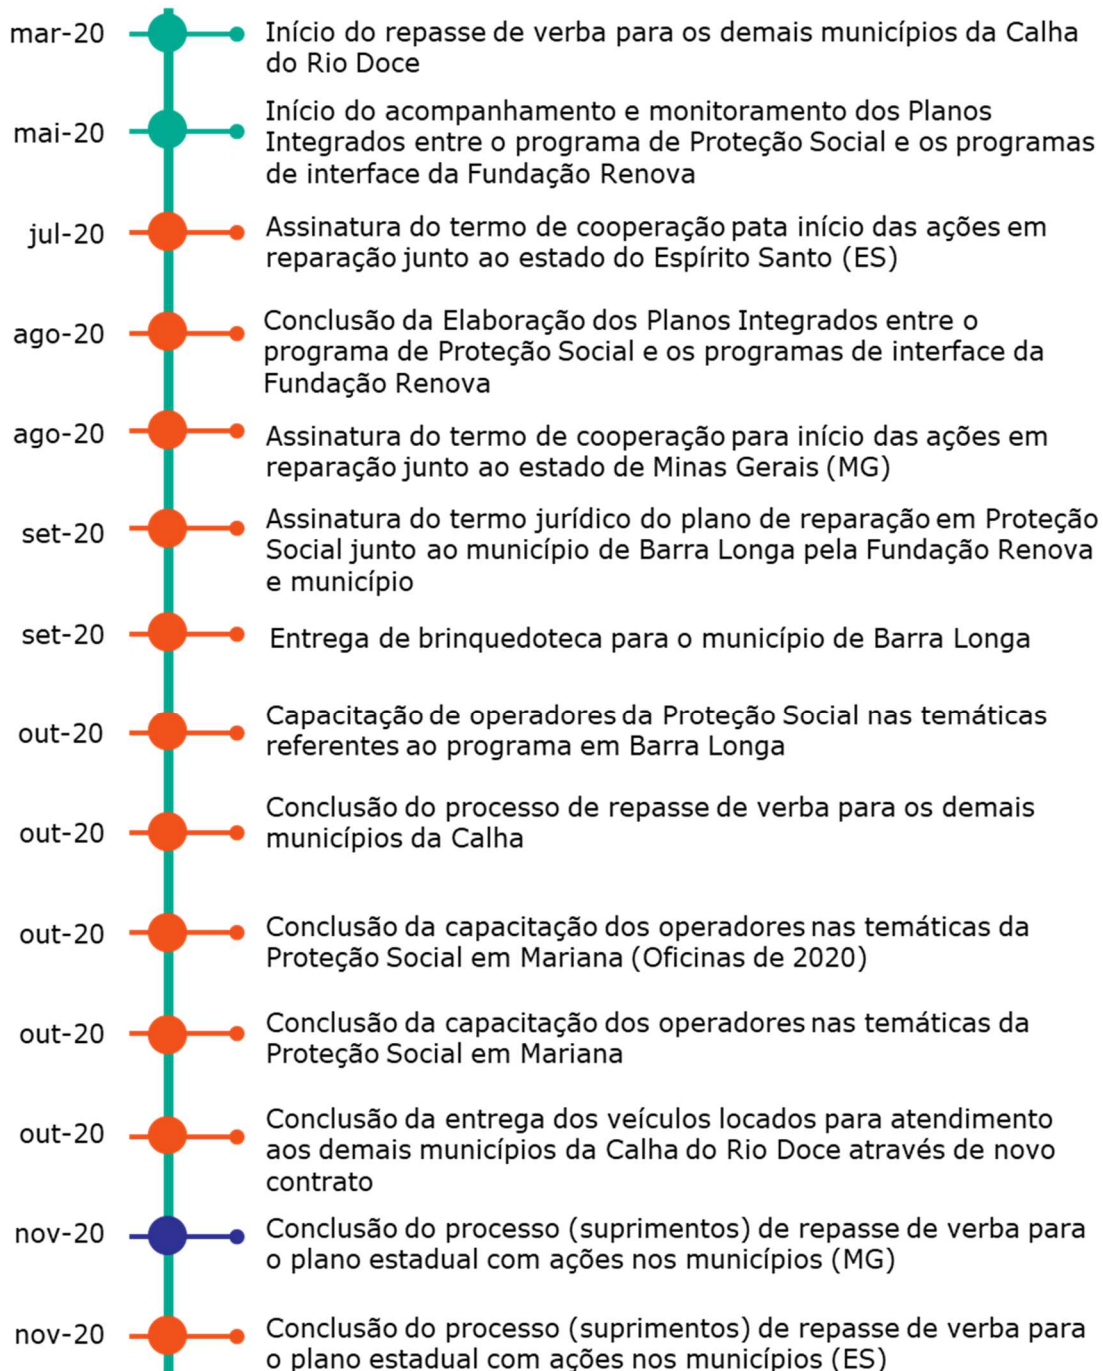 mar-20
Início do repasse de verba para os demais municípios da Calha
do Rio Doce
mai-20
Início do acompanhamento e monitoramento dos Planos
Integrados entre o programa de Proteção Social e os programas
de interface da Fundação Renova
jul-20
Assinatura do termo de cooperação pata início das ações em
reparação junto ao estado do Espírito Santo (ES)
ago-20
Conclusão da Elaboração dos Planos Integrados entre o
programa de Proteção Social e os programas de interface da
Fundação Renova
ago-20
Assinatura do termo de cooperação para início das ações em
reparação junto ao estado de Minas Gerais (MG)
set-20
Assinatura do termo jurídico do plano de reparação em Proteção
Social junto ao município de Barra Longa pela Fundação Renova
e município
set-20
Entrega de brinquedoteca para o município de Barra Longa
out-20
Capacitação de operadores da Proteção Social nas temáticas
referentes ao programa em Barra Longa
out-20
Conclusão do processo de repasse de verba para os demais
municípios da Calha
out-20
Conclusão da capacitação dos operadores nas temáticas da
Proteção Social em Mariana (Oficinas de 2020)
out-20
Conclusão da capacitação dos operadores nas temáticas da
Proteção Social em Mariana
out-20
Conclusão da entrega dos veículos locados para atendimento
aos demais municípios da Calha do Rio Doce através de novo
contrato
nov-20
Conclusão do processo (suprimentos) de repasse de verba para
o plano estadual com ações nos municípios (MG)
nov-20
Conclusão do processo (suprimentos) de repasse de verba para
o plano estadual com ações nos municípios (ES)